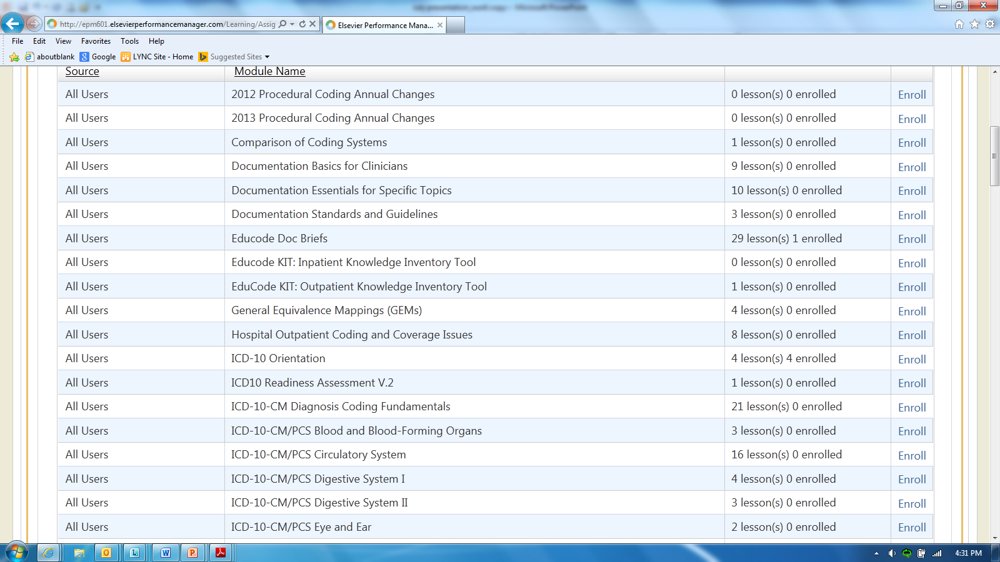 http://epm601.elsevierperformancemanager.com/Learning/Assig
Elsevier Performance Mana...
File Edit View Favorites Tools Help
aboutblank Google LYNC Site - Home Suggested Sites
Source Module Name
All Users 2012 Procedural Coding Annual Changes 0 lesson(s) 0 enrolled Enroll
All Users 2013 Procedural Coding Annual Changes 0 lesson(s) 0 enrolled Enroll
All Users Comparison of Coding Systems 1 lesson(s) 0 enrolled Enroll
All Users Documentation Basics for Clinicians 9 lesson(s) 0 enrolled Enroll
All Users Documentation Essentials for Specific Topics 10 lesson(s) 0 enrolled Enroll
All Users Documentation Standards and Guidelines 3 lesson(s) 0 enrolled Enroll
All Users Educode Doc Briefs 29 lesson(s) 1 enrolled Enroll
All Users Educode KIT: Inpatient Knowledge Inventory Tool 0 lesson(s) 0 enrolled Enroll
All Users EduCode KIT: Outpatient Knowledge Inventory Tool 1 lesson(s) 0 enrolled Enroll
All Users General Equivalence Mappings (GEMs) 4 lesson(s) 0 enrolled Enroll
All Users Hospital Outpatient Coding and Coverage Issues 8 lesson(s) 0 enrolled Enroll
All Users ICD-10 Orientation 4 lesson(s) 4 enrolled Enroll
All Users ICD10 Readiness Assessment V.2 1 lesson(s) 0 enrolled Enroll
All Users ICD-10-CM Diagnosis Coding Fundamentals 21 lesson(s) 0 enrolled Enroll
All Users ICD-10-CM/PCS Blood and Blood-Forming Organs 3 lesson(s) 0 enrolled Enroll
All Users ICD-10-CM/PCS Circulatory System 16 lesson(s) 0 enrolled Enroll
All Users ICD-10-CM/PCS Digestive System I 4 lesson(s) 0 enrolled Enroll
All Users ICD-10-CM/PCS Digestive System II 3 lesson(s) 0 enrolled Enroll
All Users ICD-10-CM/PCS Eye and Ear 2 lesson(s) 0 enrolled Enroll
4:31 PM